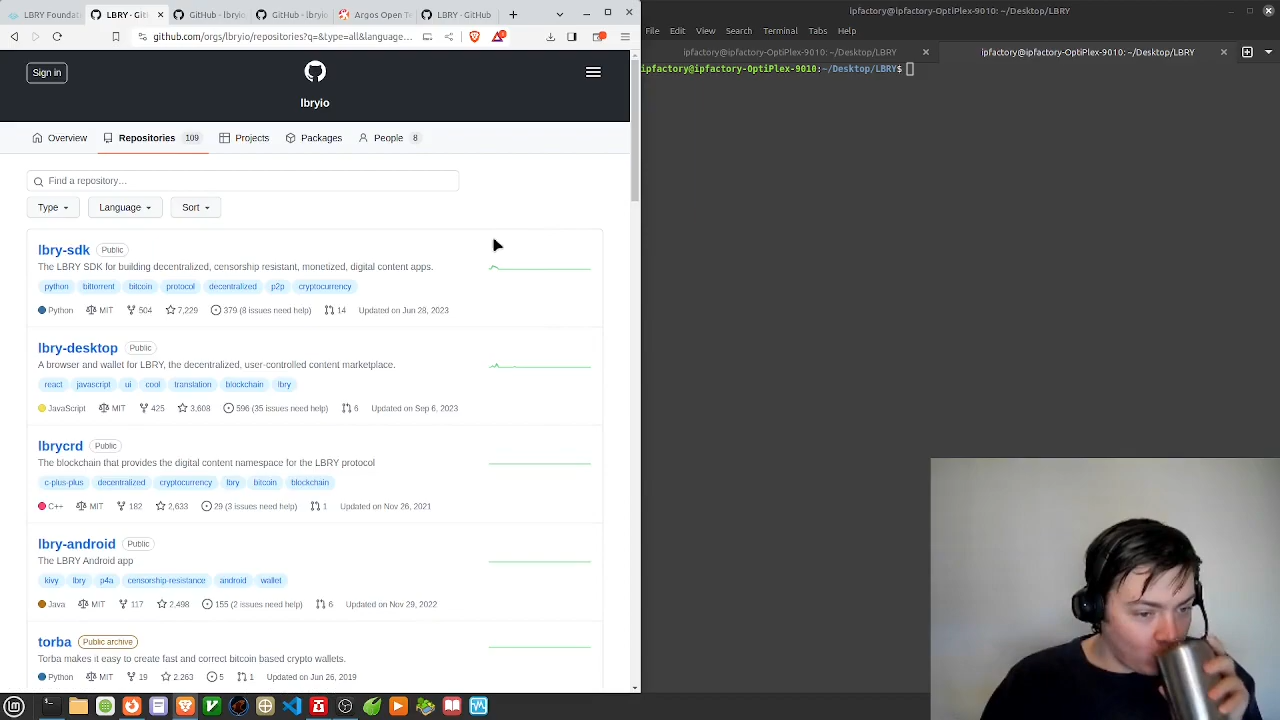 LBRY Foundat
LBRY · Git
GitHub - lbryio
GitHub - lbryio
Argos Open Te
LBRY · GitHub
github.com/orgs/lbryio/repositories?q=&type=all&language...
Sign in
lbryio
Overview
Repositories 109
Projects
Packages
People 8
Find a repository...
Type
Language
Sort
lbry-sdk Public
The LBRY SDK for building decentralized, censorship resistant, monetized, digital content apps.
python bittorrent bitcoin protocol decentralized p2p cryptocurrency
Python MIT 504 7,229 379 (8 issues need help) 14 Updated on Jun 28, 2023
lbry-desktop Public
A browser and wallet for LBRY, the decentralized, user-controlled content marketplace.
react javascript ui cool translation blockchain lbry
JavaScript MIT 425 3,608 596 (35 issues need help) 6 Updated on Sep 6, 2023
lbrycrd Public
The blockchain that provides the digital content namespace for the LBRY protocol
c-plus-plus decentralized cryptocurrency lbry bitcoin blockchain
C++ MIT 182 2,633 29 (3 issues need help) 1 Updated on Nov 26, 2021
lbry-android Public
The LBRY Android app
kivy lbry p4a censorship-resistance android wallet
Java MIT 117 2,498 155 (2 issues need help) 6 Updated on Nov 29, 2022
torba Public archive
Torba makes it easy to create fast and correct bitcoin based crypto wallets.
Python MIT 19 2,263 5 1 Updated on Jun 26, 2019
ipfactory@ipfactory-OptiPlex-9010: ~/Desktop/LBRY
File Edit View Search Terminal Tabs Help
ipfactory@ipfactory-OptiPlex-9010: ~/Desktop/LBRY
ipfactory@ipfactory-OptiPlex-9010: ~/Desktop/LBRY
ipfactory@ipfactory-OptiPlex-9010:~/Desktop/LBRY$